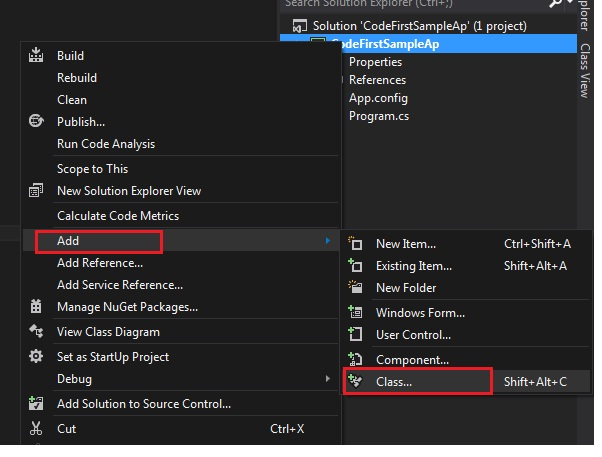 Search Solution Explorer (Ctrl+;)
Solution 'CodeFirstSampleAp' (1 project)
CodeFirstSampleAp
Properties
References
App.config
Program.cs
Explorer
Class View
Build
Rebuild
Clean
Publish...
Run Code Analysis
Scope to This
New Solution Explorer View
Calculate Code Metrics
Add
Add Reference...
Add Service Reference...
Manage NuGet Packages...
View Class Diagram
Set as StartUp Project
Debug
Add Solution to Source Control...
Cut Ctrl+X
New Item... Ctrl+Shift+A
Existing Item... Shift+Alt+A
New Folder
Windows Form...
User Control...
Component...
Class... Shift+Alt+C